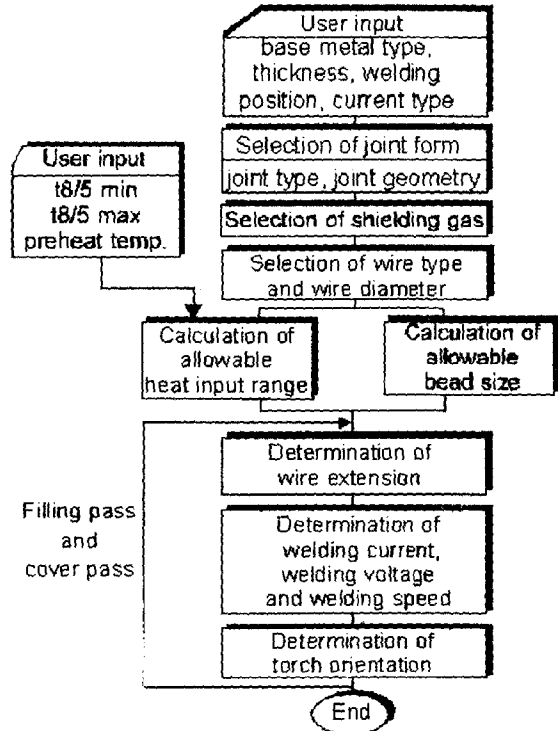 User input
base metal type,
thickness, welding
position, current type
Selection of joint form
joint type, joint geometry
Selection of shielding gas
Selection of wire type
and wire diameter
User input
t8/5 min
t8/5 max
preheat temp.
Calculation of
allowable
heat input range
Calculation of
allowable
bead size
Determination of
wire extension
Filling pass
and
cover pass
Determination of
welding current,
welding voltage
and welding speed
Determination of
torch orientation
End